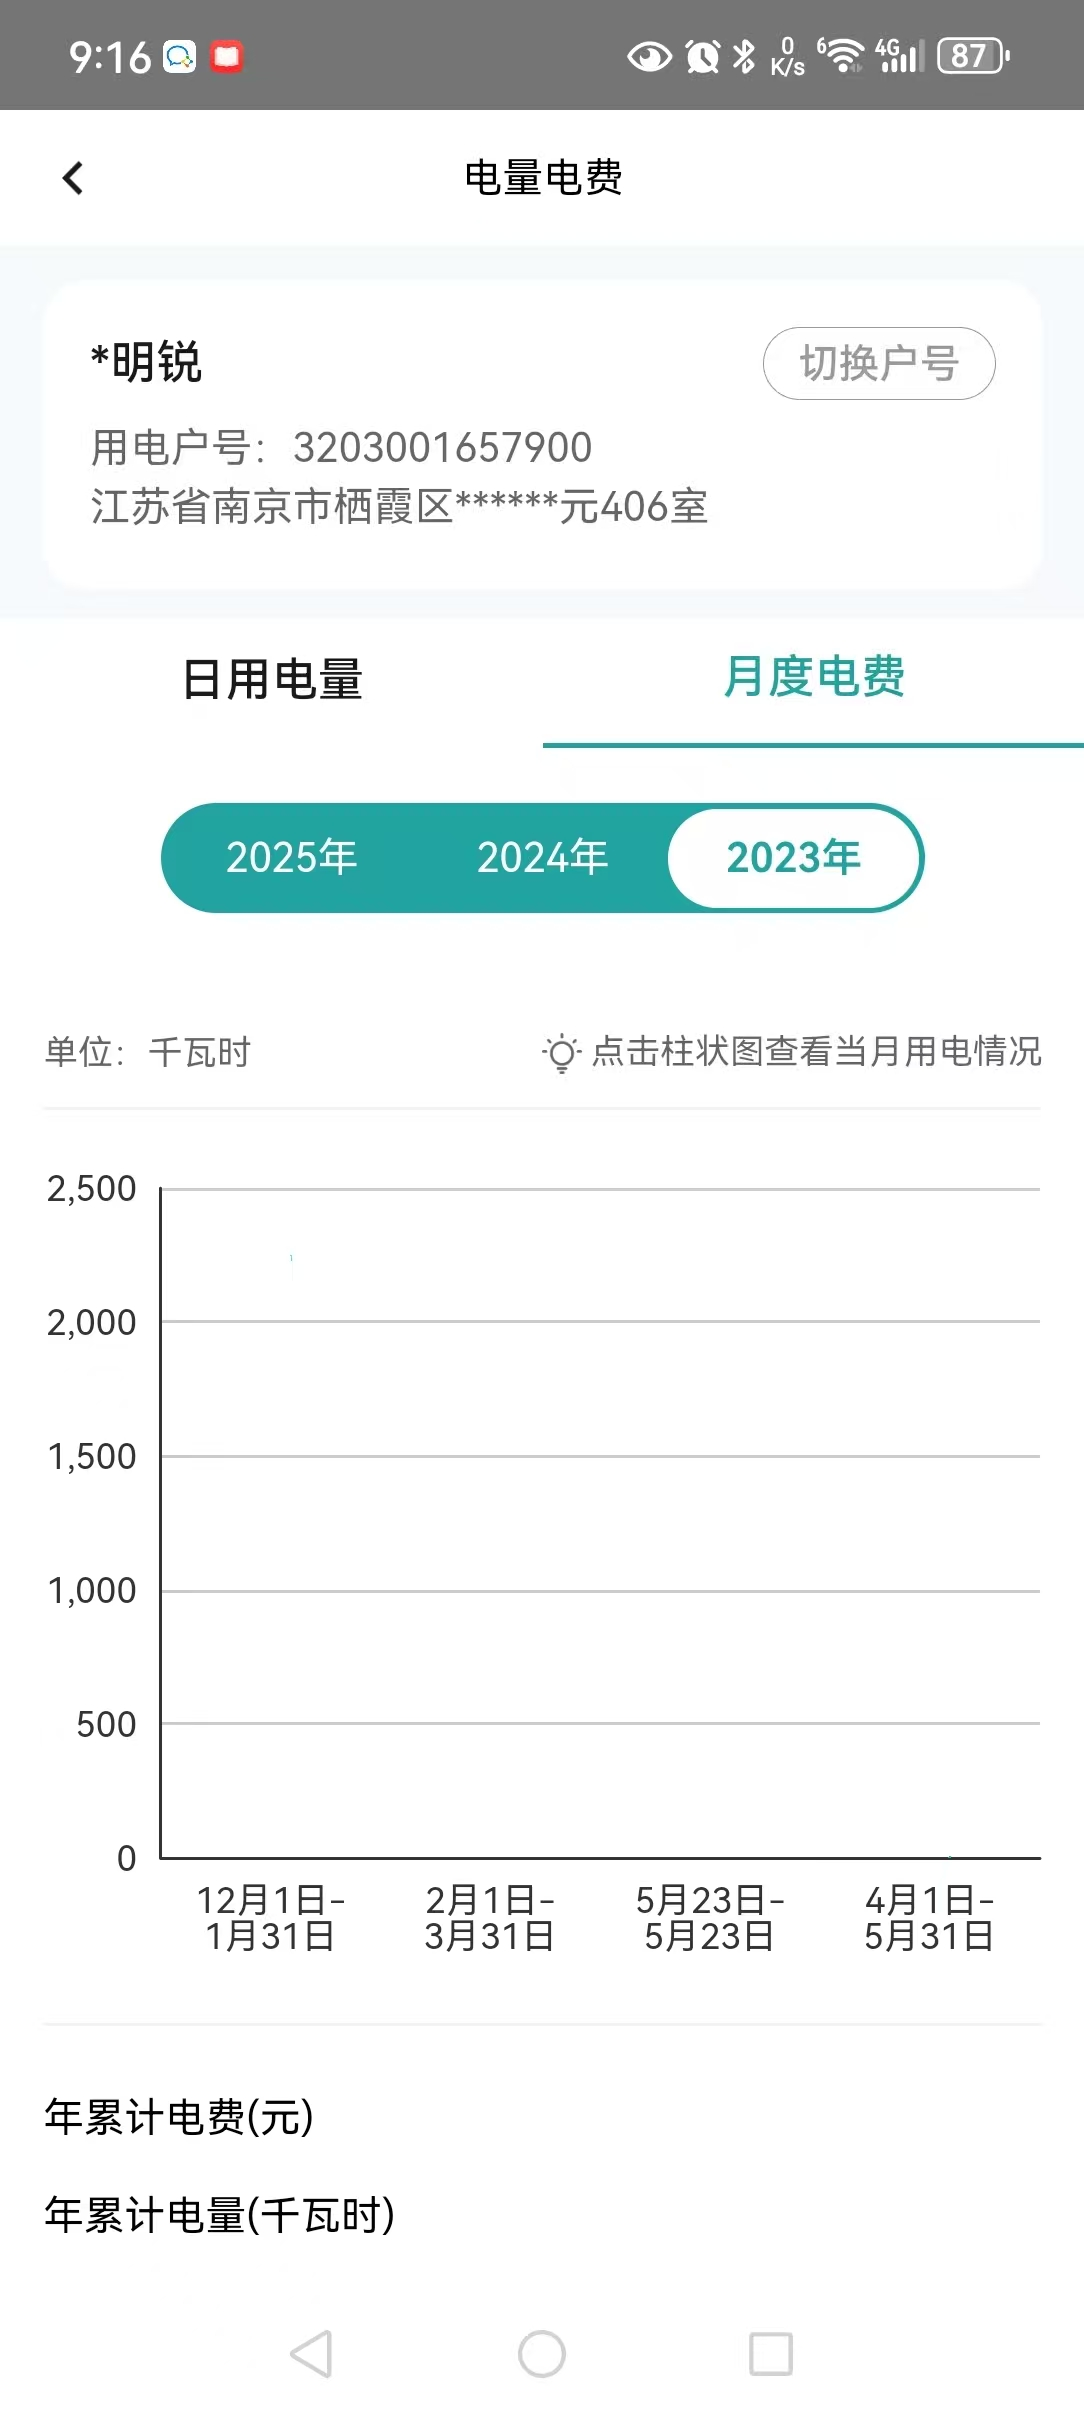 9:16
0
K/s
6
4G
87
电量电费
*明锐
切换户号
用电户号：3203001657900
江苏省南京市栖霞区******元406室
日用电量
月度电费
2025年
2024年
2023年
单位：千瓦时
点击柱状图查看当月用电情况
2,500
2,000
1,500
1,000
500
0
12月1日-
1月31日
2月1日-
3月31日
5月23日-
5月23日
4月1日-
5月31日
年累计电费(元)
年累计电量(千瓦时)